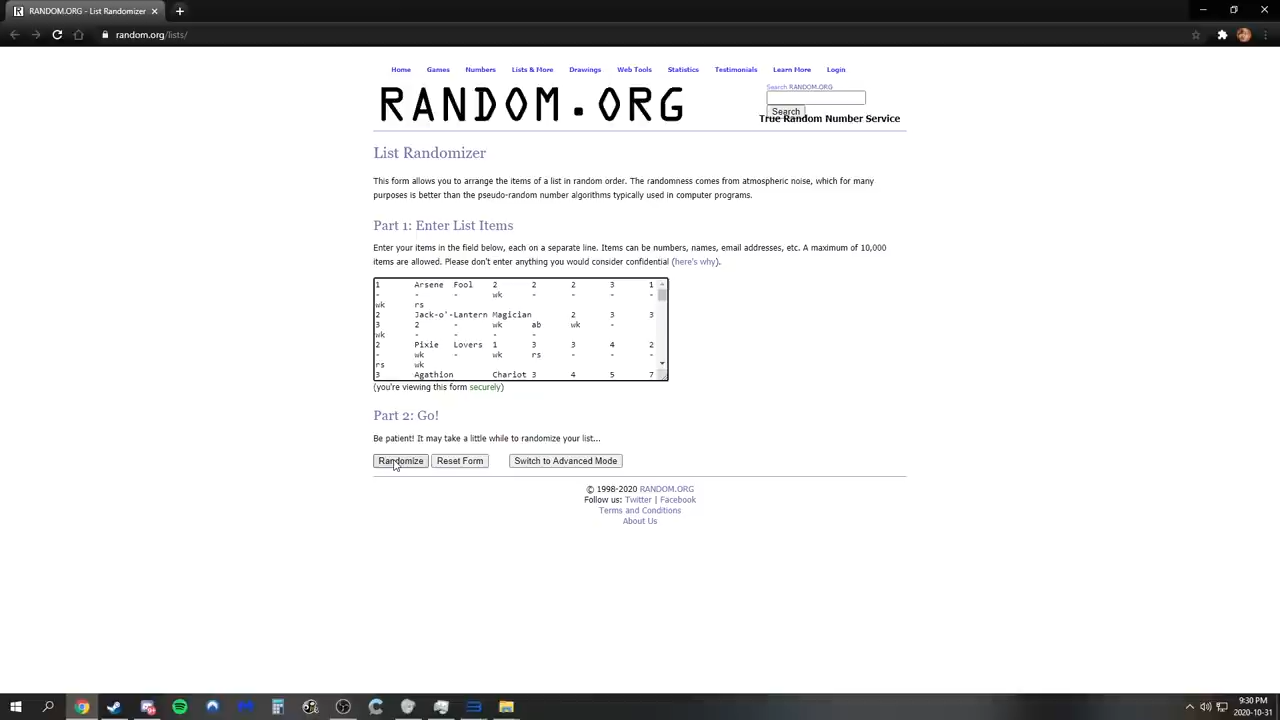 RANDOM.ORG - List Randomizer
random.org/lists/
Home Games Numbers Lists & More Drawings Web Tools Statistics Testimonials Learn More Login
RANDOM.ORG
Search RANDOM.ORG
Search
True Random Number Service
List Randomizer
This form allows you to arrange the items of a list in random order. The randomness comes from atmospheric noise, which for many
purposes is better than the pseudo-random number algorithms typically used in computer programs.
Part 1: Enter List Items
Enter your items in the field below, each on a separate line. Items can be numbers, names, email addresses, etc. A maximum of 10,000
items are allowed. Please don't enter anything you would consider confidential (here's why).
1 Arsene Fool 2 2 2 3 1
- - - wk - - - -
wk rs
2 Jack-o'-Lantern Magician 2 3 3
3 2 - wk ab wk -
wk - - -
2 Pixie Lovers 1 3 3 4 2
- wk - wk rs - - -
rs wk
3 Agathion Chariot 3 4 5 7
(you're viewing this form securely)
Part 2: Go!
Be patient! It may take a little while to randomize your list...
Randomize Reset Form Switch to Advanced Mode
© 1998-2020 RANDOM.ORG
Follow us: Twitter | Facebook
Terms and Conditions
About Us
9:30 PM
2020-10-31